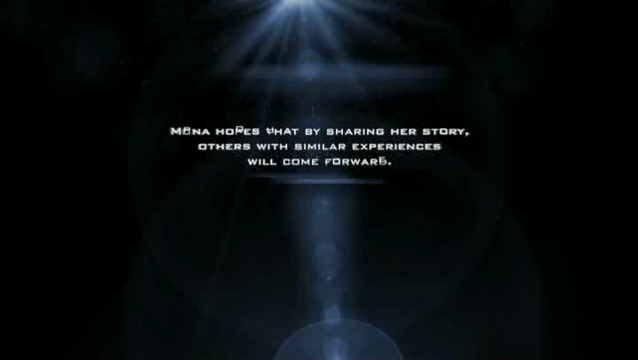 MONA HOPES THAT BY SHARING HER STORY,
OTHERS WITH SIMILAR EXPERIENCES
WILL COME FORWARD.